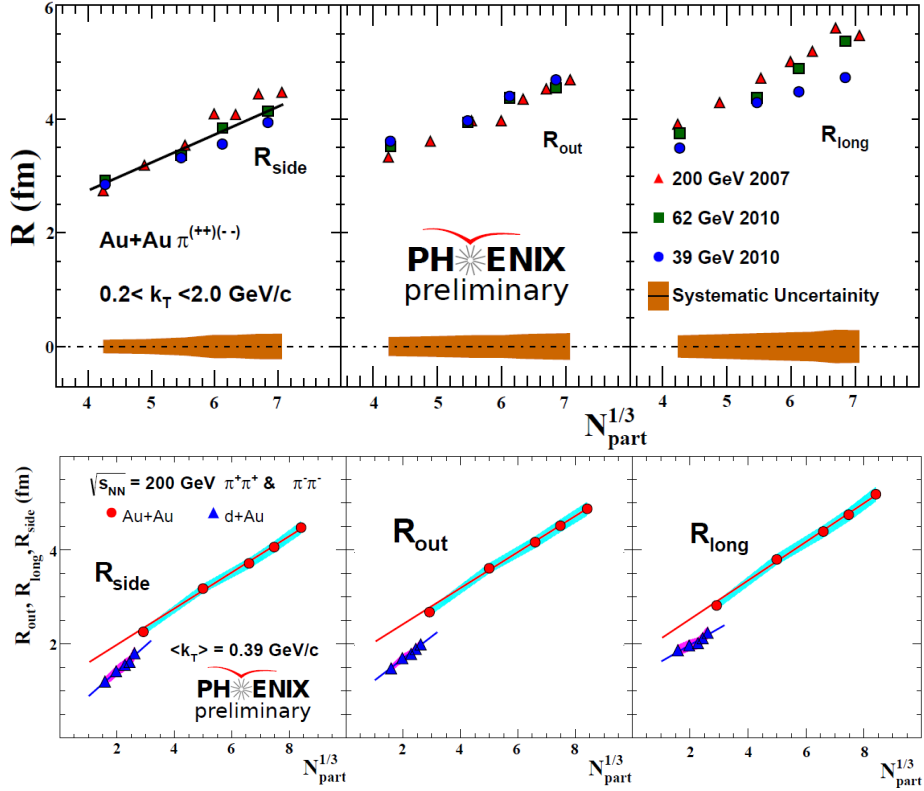 6
4
2
0
R (fm)
R_side
Au+Au π^(++)(- -)
0.2< k_T <2.0 GeV/c
4 5 6 7
R_out
PHENIX
preliminary
4 5 6 7
R_long
200 GeV 2007
62 GeV 2010
39 GeV 2010
Systematic Uncertainity
4 5 6 7
N_part^1/3
R_out, R_long, R_side (fm)
4
2
√s_NN = 200 GeV π⁺π⁺ & π⁻π⁻
Au+Au d+Au
R_side
<k_T> = 0.39 GeV/c
PHENIX
preliminary
2 4 6 8
N_part^1/3
R_out
2 4 6 8
N_part^1/3
R_long
2 4 6 8
N_part^1/3